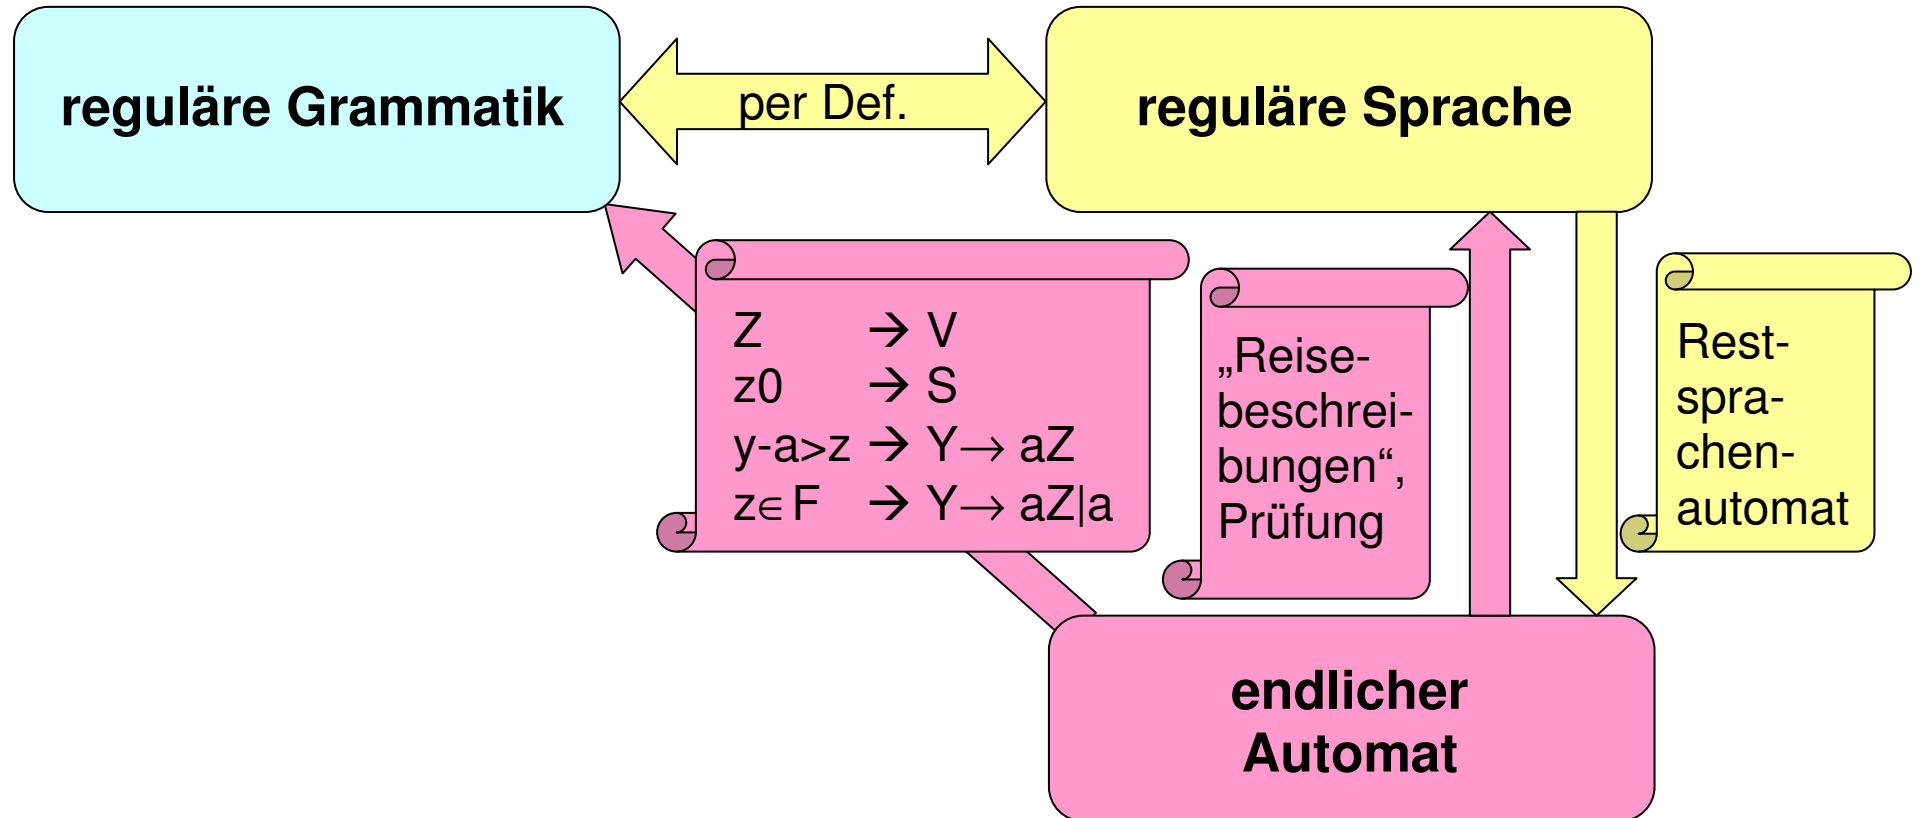 reguläre Grammatik
per Def.
reguläre Sprache
Z → V
z0 → S
y-a>z → Y→ aZ
z∈F → Y→ aZ|a
„Reise-
beschrei-
bungen“,
Prüfung
Rest-
spra-
chen-
automat
endlicher
Automat